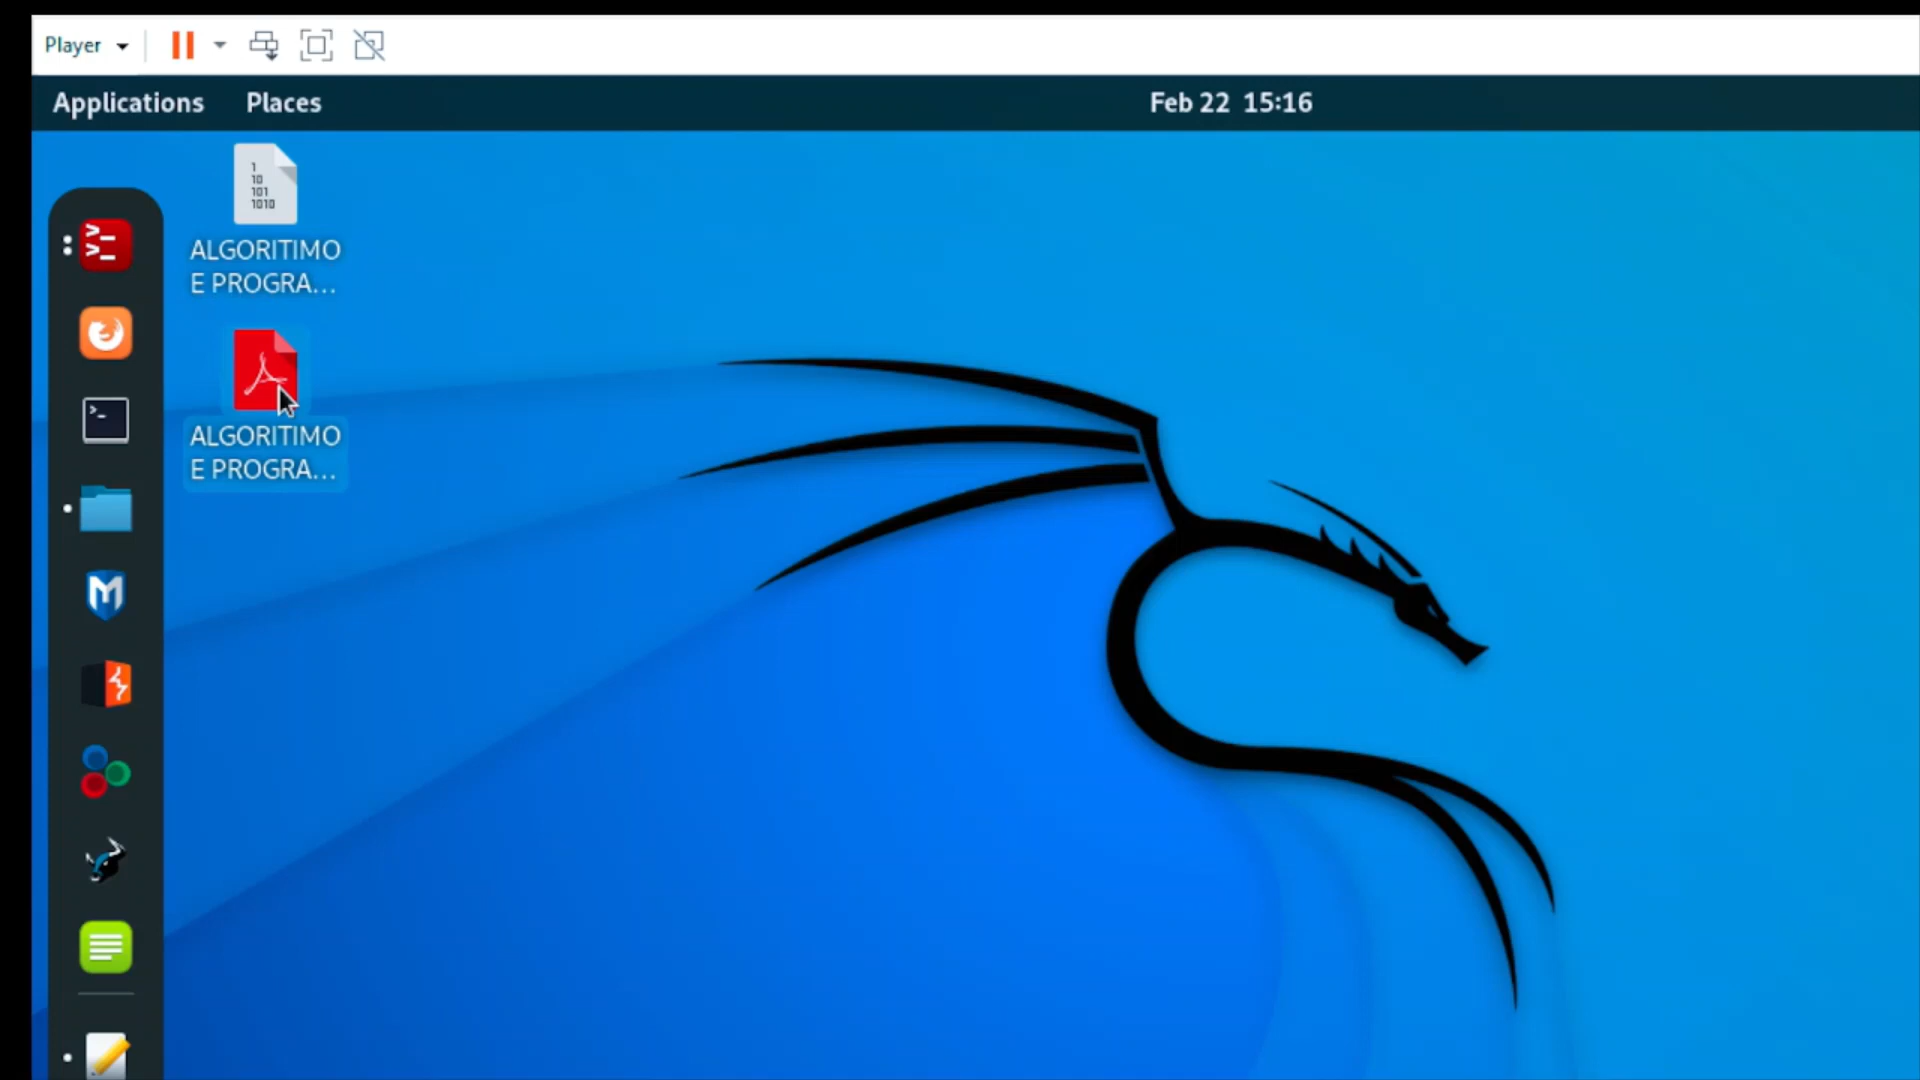 Player
Applications Places Feb 22 15:16
1
10
101
1010
ALGORITIMO
E PROGRA...
ALGORITIMO
E PROGRA...